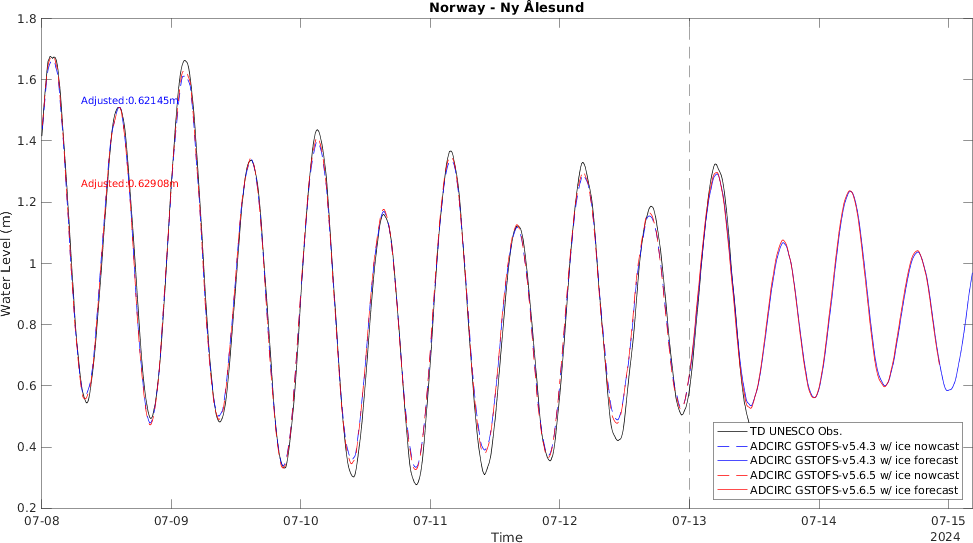 Norway - Ny Ålesund
1.8
1.6
1.4
1.2
1
0.8
0.6
0.4
0.2
Water Level (m)
Adjusted:0.62145m
Adjusted:0.62908m
TD UNESCO Obs.
ADCIRC GSTOFS-v5.4.3 w/ ice nowcast
ADCIRC GSTOFS-v5.4.3 w/ ice forecast
ADCIRC GSTOFS-v5.6.5 w/ ice nowcast
ADCIRC GSTOFS-v5.6.5 w/ ice forecast
07-08 07-09 07-10 07-11 07-12 07-13 07-14 07-15
Time
2024